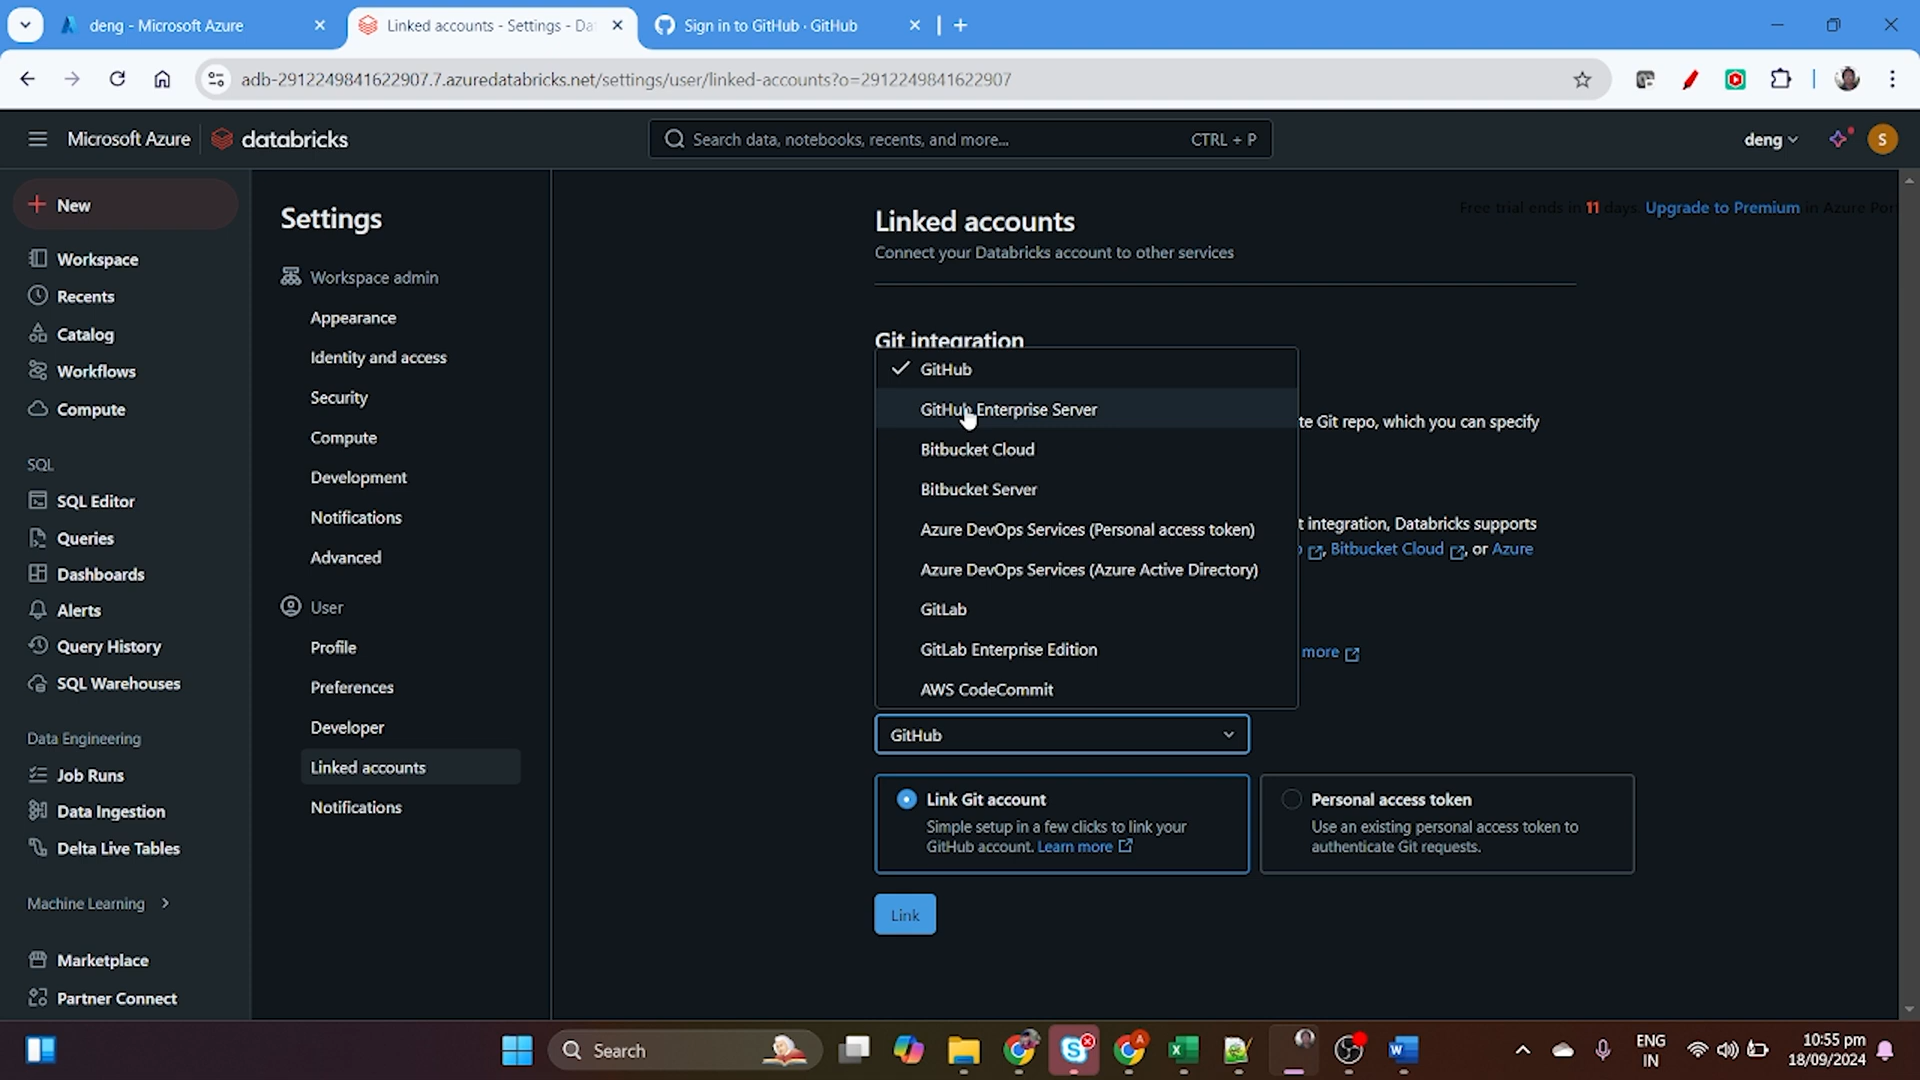 deng - Microsoft Azure
Linked accounts - Settings - Da
Sign in to GitHub · GitHub
adb-2912249841622907.7.azuredatabricks.net/settings/user/linked-accounts?o=2912249841622907
Microsoft Azure
databricks
Search data, notebooks, recents, and more...
CTRL + P
deng
S
New
Workspace
Recents
Catalog
Workflows
Compute
SQL
SQL Editor
Queries
Dashboards
Alerts
Query History
SQL Warehouses
Data Engineering
Job Runs
Data Ingestion
Delta Live Tables
Machine Learning
Marketplace
Partner Connect
Settings
Workspace admin
Appearance
Identity and access
Security
Compute
Development
Notifications
Advanced
User
Profile
Preferences
Developer
Linked accounts
Notifications
Free trial ends in 11 days. Upgrade to Premium in Azure Por
Linked accounts
Connect your Databricks account to other services
Git integration
GitHub
GitHub Enterprise Server
Bitbucket Cloud
Bitbucket Server
Azure DevOps Services (Personal access token)
Azure DevOps Services (Azure Active Directory)
GitLab
GitLab Enterprise Edition
AWS CodeCommit
te Git repo, which you can specify
t integration, Databricks supports
, Bitbucket Cloud , or Azure
more
GitHub
Link Git account
Simple setup in a few clicks to link your
GitHub account. Learn more
Personal access token
Use an existing personal access token to
authenticate Git requests.
Link
Search
ENG
IN
10:55 pm
18/09/2024